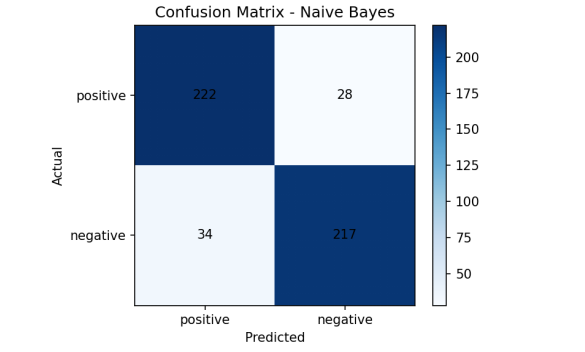 Confusion Matrix - Naive Bayes
positive
222
28
Actual
negative
34
217
positive
negative
Predicted
200
175
150
125
100
75
50